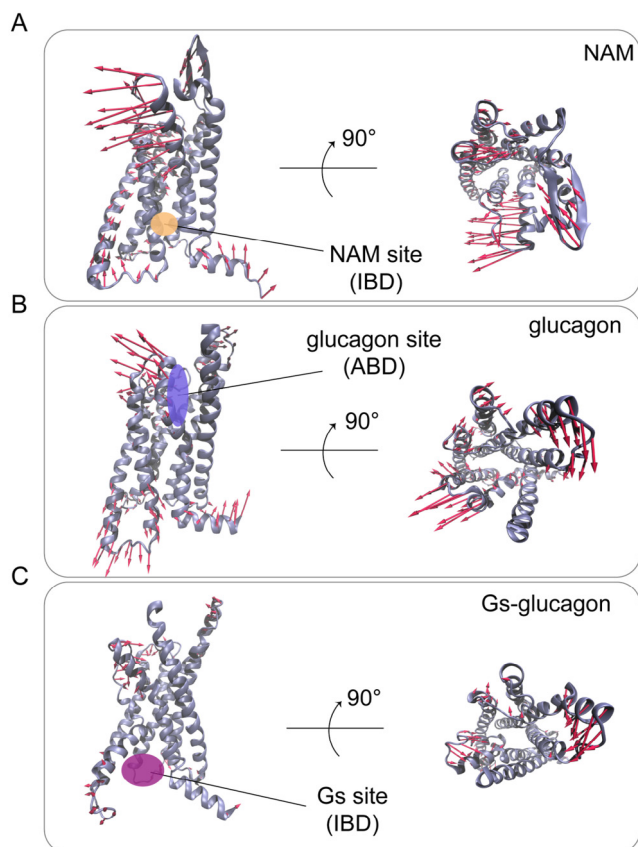 A
NAM
90°
NAM site
(IBD)
B
glucagon
glucagon site
(ABD)
90°
C
Gs-glucagon
90°
Gs site
(IBD)